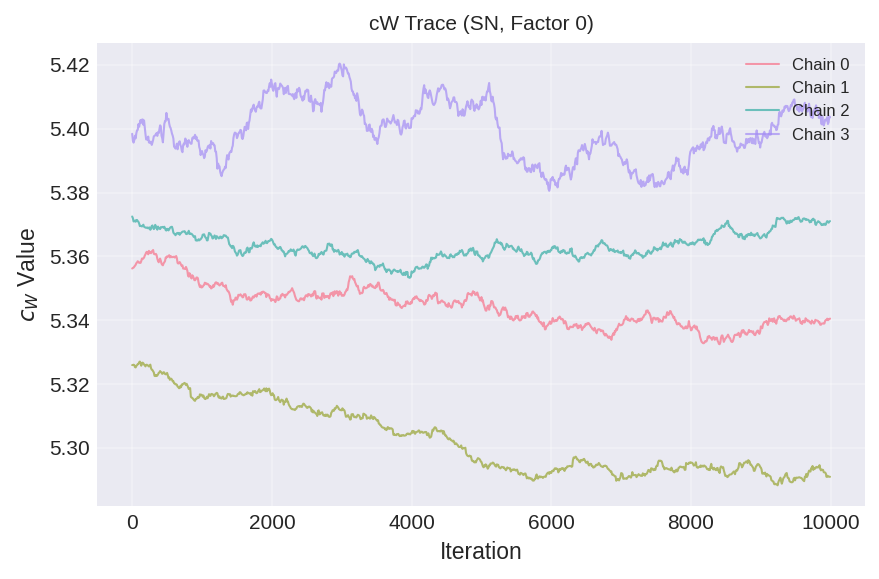 cW Trace (SN, Factor 0)
Chain 0
Chain 1
Chain 2
Chain 3
5.42
5.40
5.38
5.36
5.34
5.32
5.30
c_W Value
0 2000 4000 6000 8000 10000
Iteration